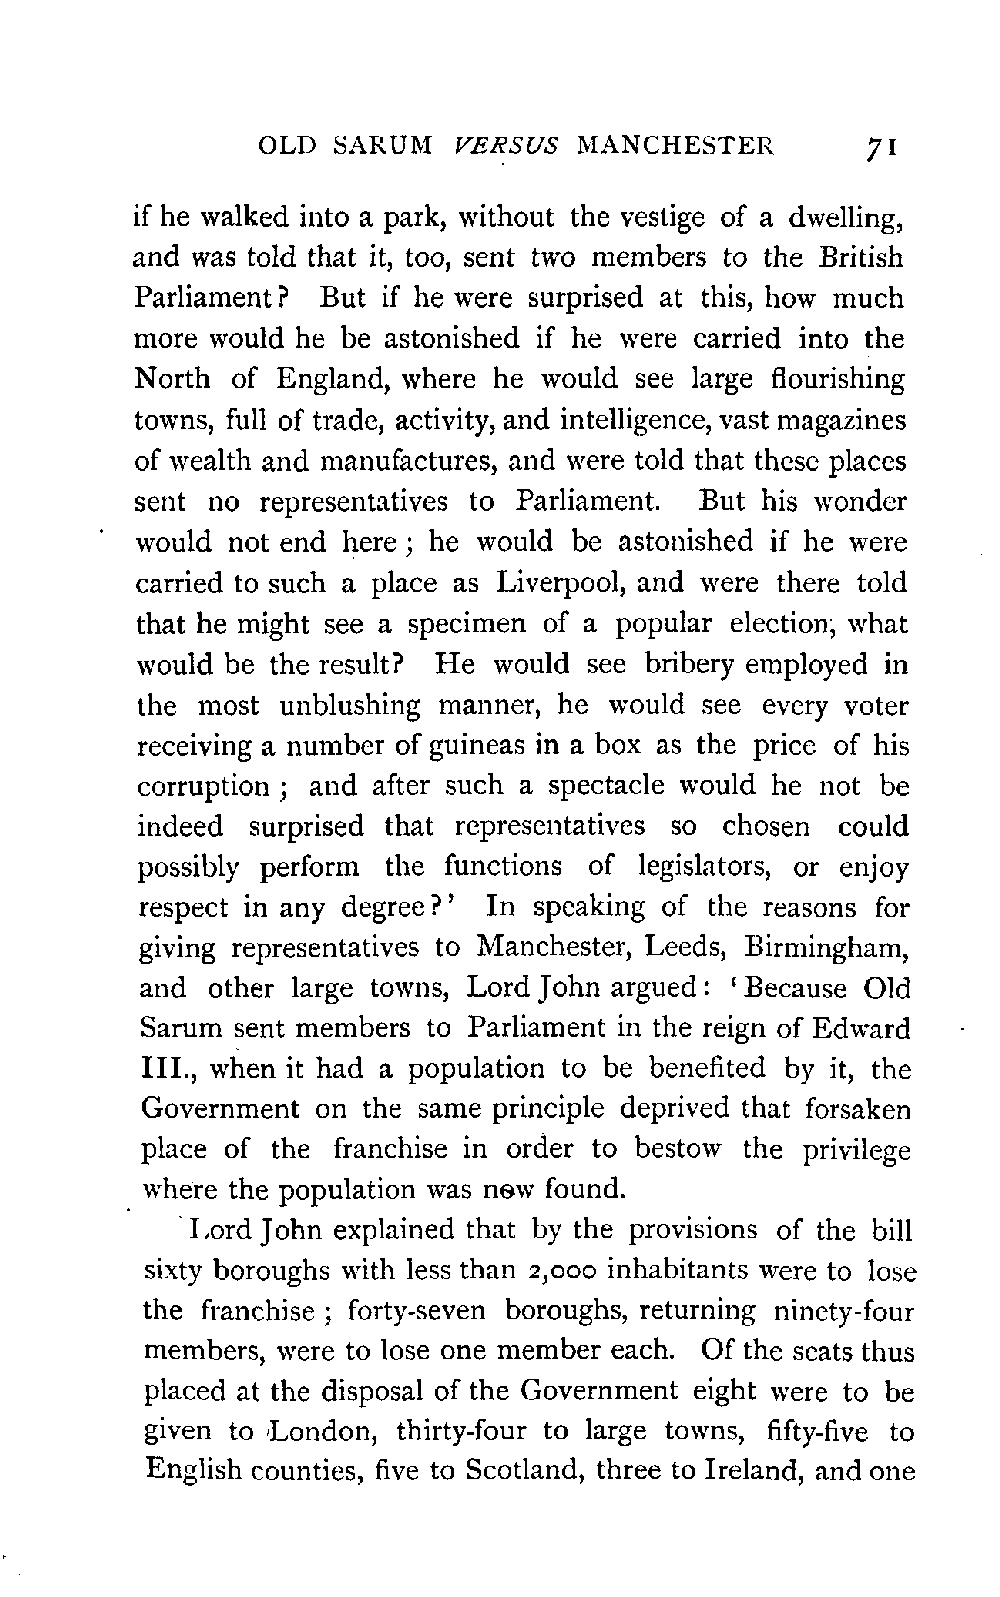 OLD SARUM VERSUS MANCHESTER 71
if he walked into a park, without the vestige of a dwelling,
and was told that it, too, sent two members to the British
Parliament? But if he were surprised at this, how much
more would he be astonished if he were carried into the
North of England, where he would see large flourishing
towns, full of trade, activity, and intelligence, vast magazines
of wealth and manufactures, and were told that these places
sent no representatives to Parliament. But his wonder
would not end here; he would be astonished if he were
carried to such a place as Liverpool, and were there told
that he might see a specimen of a popular election; what
would be the result? He would see bribery employed in
the most unblushing manner, he would see every voter
receiving a number of guineas in a box as the price of his
corruption; and after such a spectacle would he not be
indeed surprised that representatives so chosen could
possibly perform the functions of legislators, or enjoy
respect in any degree?' In speaking of the reasons for
giving representatives to Manchester, Leeds, Birmingham,
and other large towns, Lord John argued: 'Because Old
Sarum sent members to Parliament in the reign of Edward
III., when it had a population to be benefited by it, the
Government on the same principle deprived that forsaken
place of the franchise in order to bestow the privilege
where the population was now found.
Lord John explained that by the provisions of the bill
sixty boroughs with less than 2,000 inhabitants were to lose
the franchise; forty-seven boroughs, returning ninety-four
members, were to lose one member each. Of the seats thus
placed at the disposal of the Government eight were to be
given to London, thirty-four to large towns, fifty-five to
English counties, five to Scotland, three to Ireland, and one